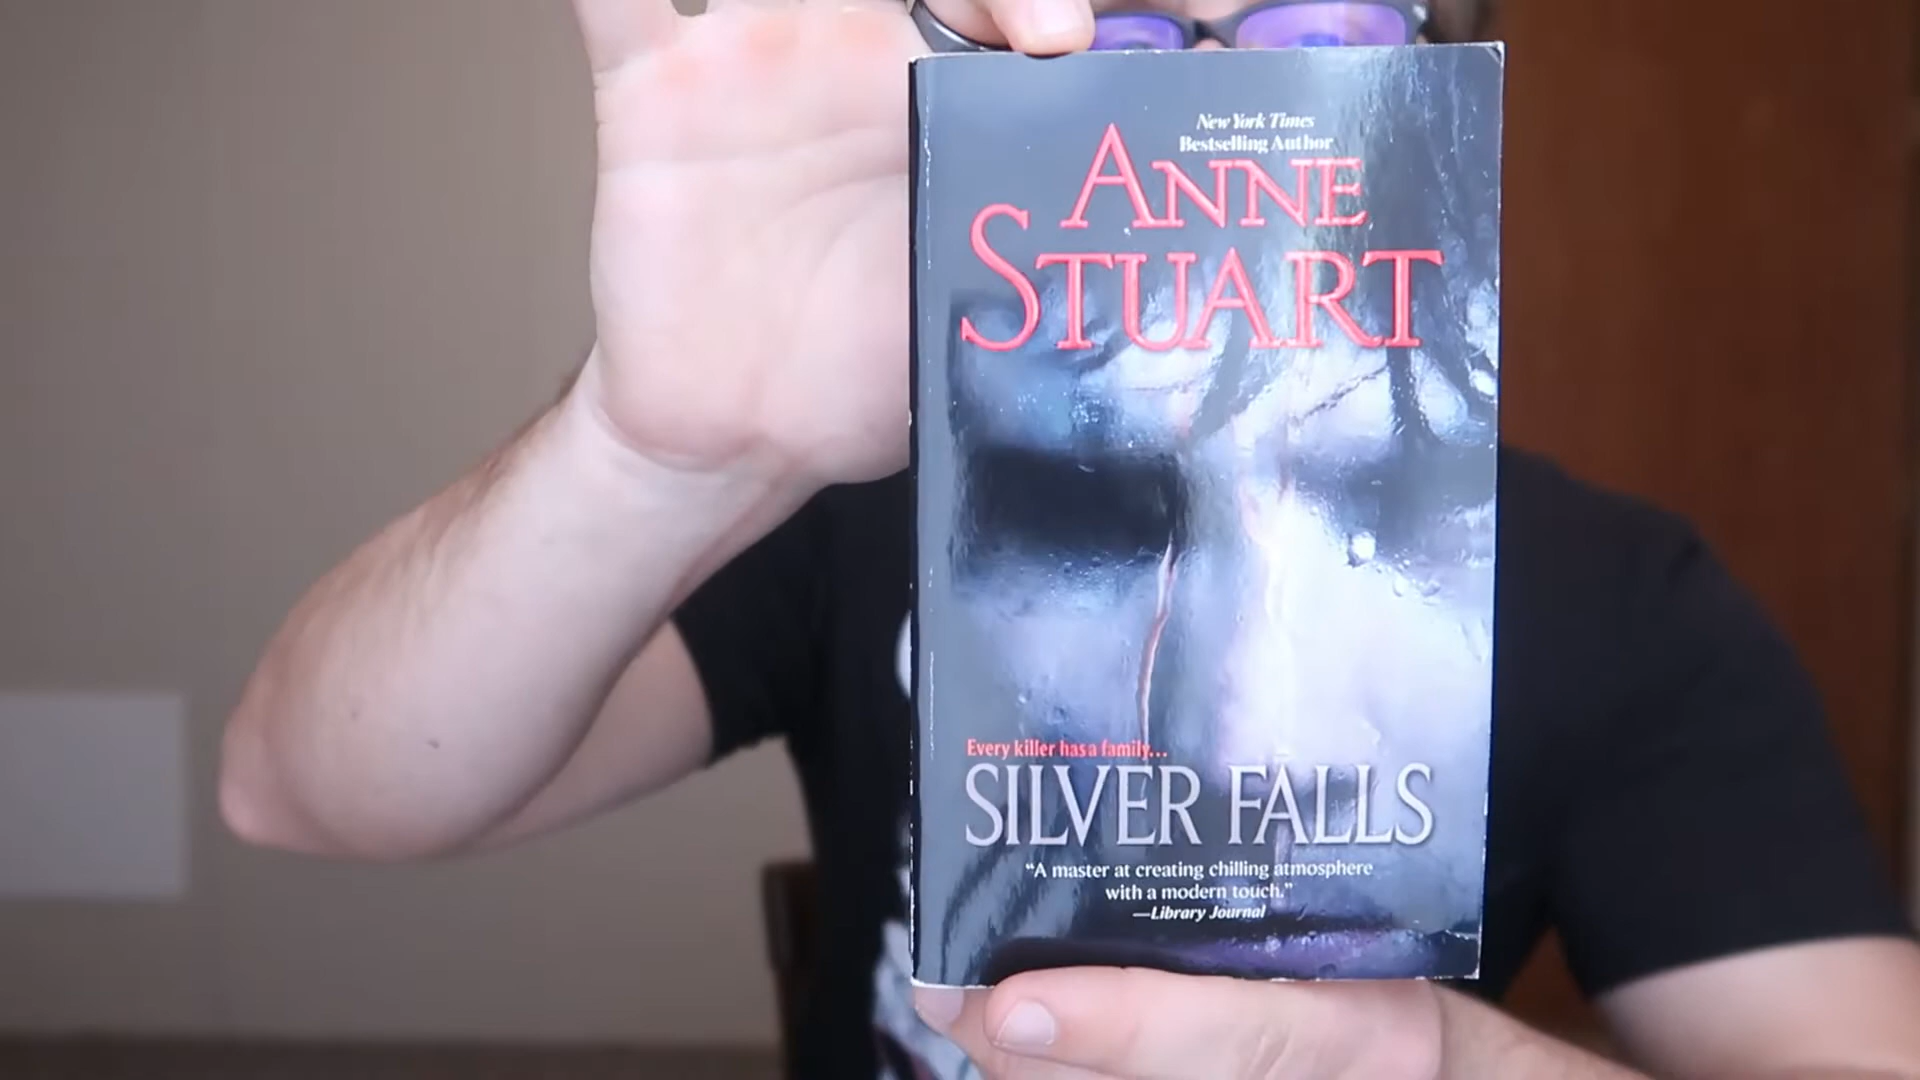 New York Times
Bestselling Author
ANNE
STUART
Every killer has a family...
SILVER FALLS
“A master at creating chilling atmosphere
with a modern touch.”
—Library Journal